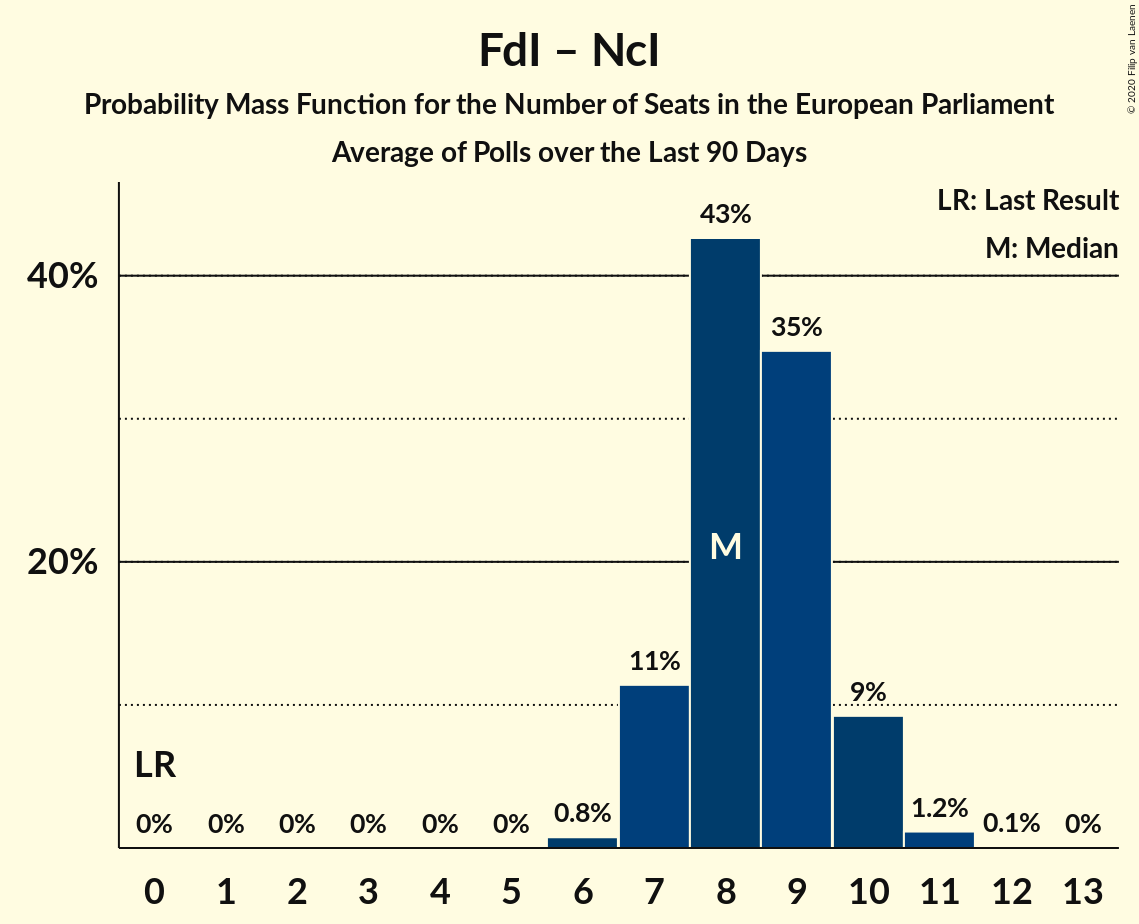 FdI – NcI
Probability Mass Function for the Number of Seats in the European Parliament
Average of Polls over the Last 90 Days
© 2020 Filip van Laenen
LR: Last Result
M: Median
43%
40%
35%
M
20%
11%
9%
LR
0% 0% 0% 0% 0% 0% 0.8% 1.2% 0.1% 0%
0 1 2 3 4 5 6 7 8 9 10 11 12 13